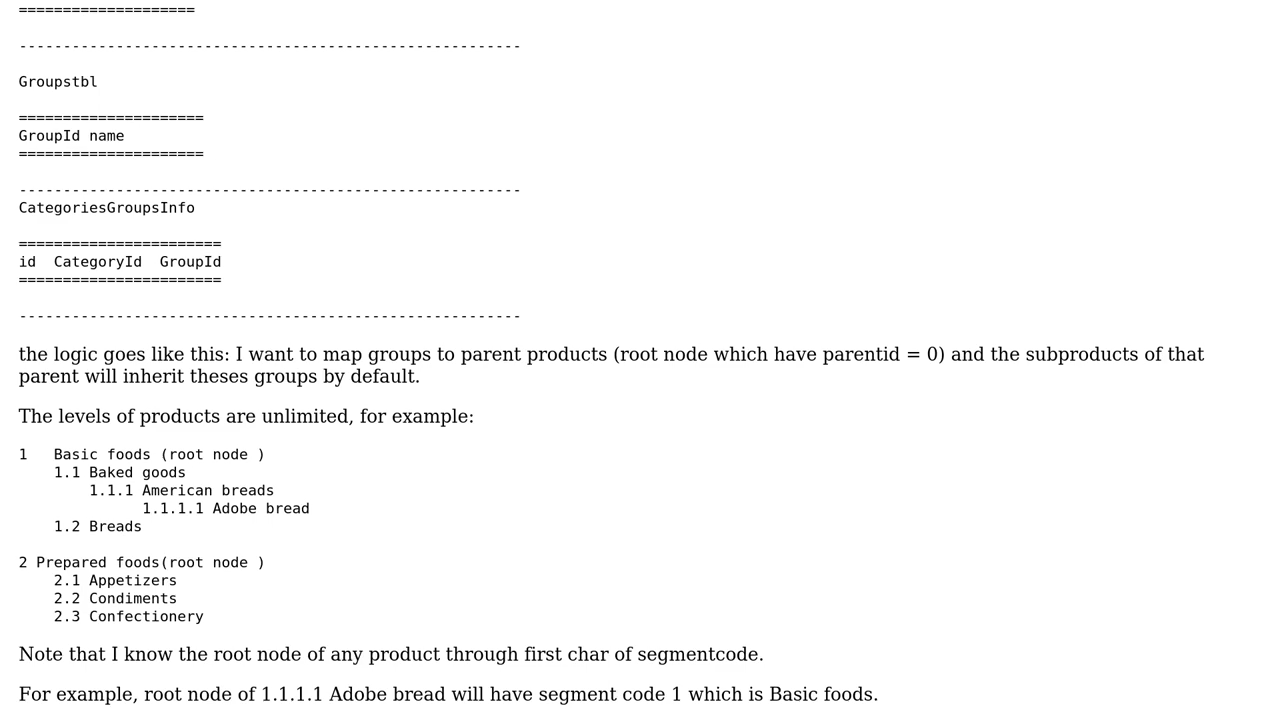 ====================
---------------------------------------------------------
Groupstbl
=====================
GroupId name
=====================
---------------------------------------------------------
CategoriesGroupsInfo
=======================
id  CategoryId  GroupId
=======================
---------------------------------------------------------
the logic goes like this: I want to map groups to parent products (root node which have parentid = 0) and the subproducts of that
parent will inherit theses groups by default.
The levels of products are unlimited, for example:
1   Basic foods (root node )
    1.1 Baked goods
        1.1.1 American breads
              1.1.1.1 Adobe bread
    1.2 Breads
2 Prepared foods(root node )
    2.1 Appetizers
    2.2 Condiments
    2.3 Confectionery
Note that I know the root node of any product through first char of segmentcode.
For example, root node of 1.1.1.1 Adobe bread will have segment code 1 which is Basic foods.